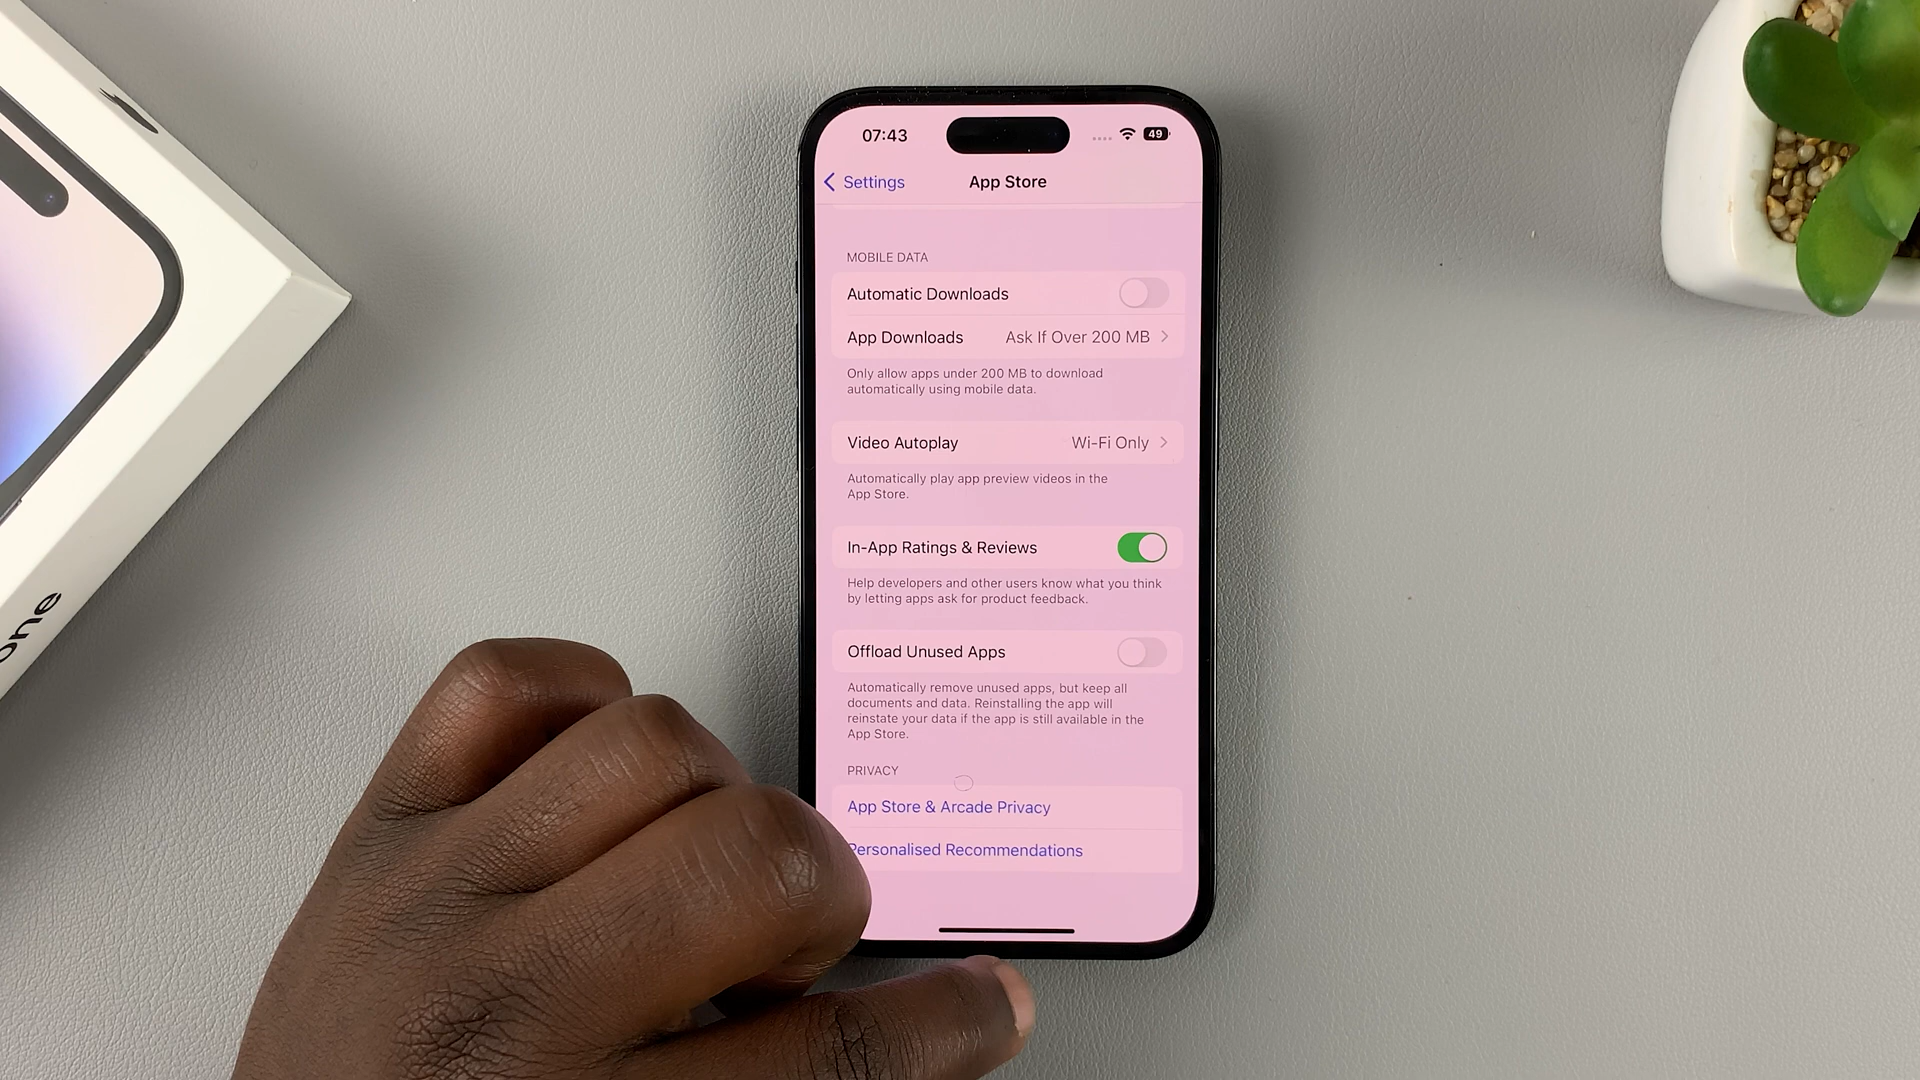 07:43
49
Settings
App Store
MOBILE DATA
Automatic Downloads
App Downloads Ask If Over 200 MB
Only allow apps under 200 MB to download
automatically using mobile data.
Video Autoplay Wi-Fi Only
Automatically play app preview videos in the
App Store.
In-App Ratings & Reviews
Help developers and other users know what you think
by letting apps ask for product feedback.
Offload Unused Apps
Automatically remove unused apps, but keep all
documents and data. Reinstalling the app will
reinstate your data if the app is still available in the
App Store.
PRIVACY
App Store & Arcade Privacy
Personalised Recommendations
one